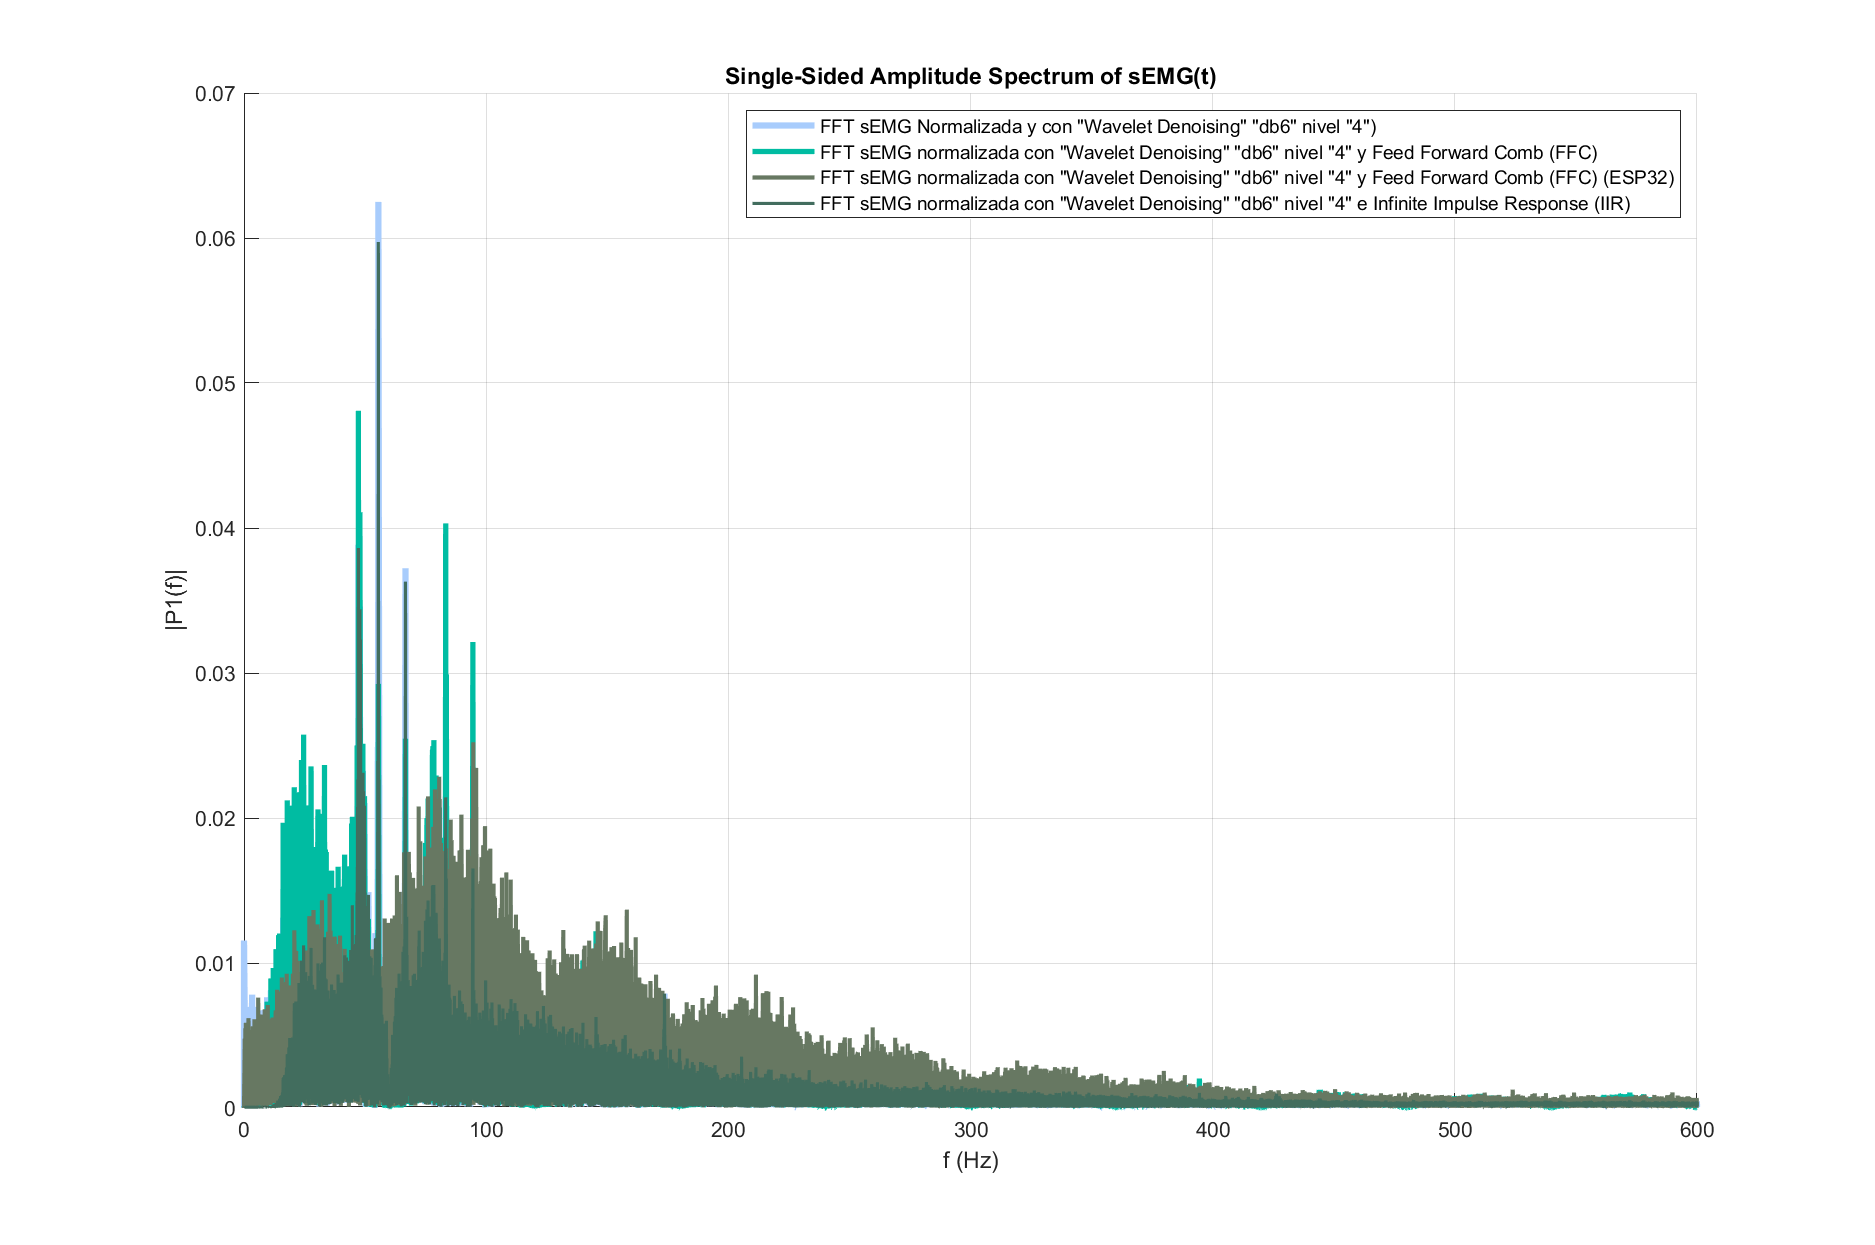 Single-Sided Amplitude Spectrum of sEMG(t)
FFT sEMG Normalizada y con "Wavelet Denoising" "db6" nivel "4")
FFT sEMG normalizada con "Wavelet Denoising" "db6" nivel "4" y Feed Forward Comb (FFC)
FFT sEMG normalizada con "Wavelet Denoising" "db6" nivel "4" y Feed Forward Comb (FFC) (ESP32)
FFT sEMG normalizada con "Wavelet Denoising" "db6" nivel "4" e Infinite Impulse Response (IIR)
|P1(f)|
0.07
0.06
0.05
0.04
0.03
0.02
0.01
0
0 100 200 300 400 500 600
f (Hz)